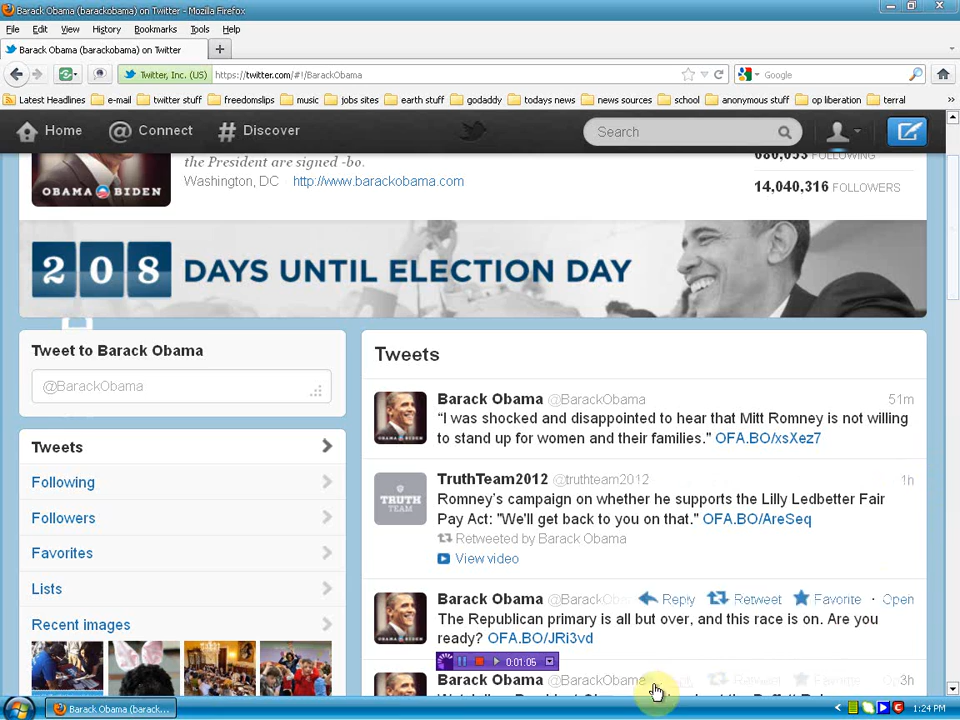 Barack Obama (barackobama) on Twitter - Mozilla Firefox
File Edit View History Bookmarks Tools Help
Barack Obama (barackobama) on Twitter
Twitter, Inc. (US) https://twitter.com/#!/BarackObama Google
Latest Headlines e-mail twitter stuff freedomslips music jobs sites earth stuff godaddy todays news news sources school anonymous stuff op liberation terral
Home Connect Discover Search
the President are signed -bo.
FOLLOWING
Washington, DC http://www.barackobama.com
14,040,316 FOLLOWERS
OBAMA BIDEN
208 DAYS UNTIL ELECTION DAY
Tweet to Barack Obama
@BarackObama
Tweets
Following
Followers
Favorites
Lists
Recent images
Tweets
Barack Obama @BarackObama 51m
“I was shocked and disappointed to hear that Mitt Romney is not willing
to stand up for women and their families." OFA.BO/xsXez7
TruthTeam2012 @truthteam2012 1h
TRUTH TEAM
Romney's campaign on whether he supports the Lilly Ledbetter Fair
Pay Act: "We'll get back to you on that." OFA.BO/AreSeq
Retweeted by Barack Obama
View video
Barack Obama @BarackObama Reply Retweet Favorite · Open
The Republican primary is all but over, and this race is on. Are you
ready? OFA.BO/JRi3vd
0:01:05
Barack Obama @BarackObama 3h
Barack Obama (barack...
1:24 PM